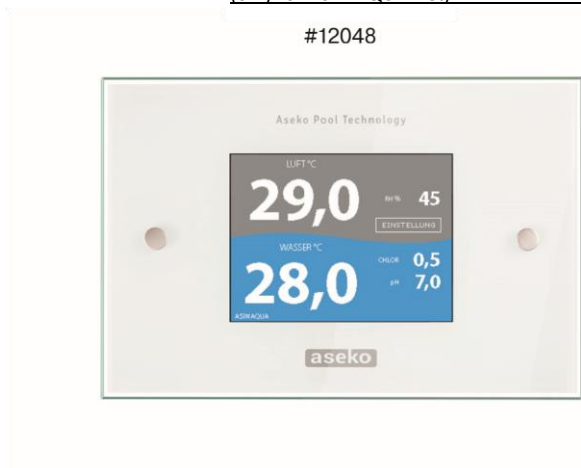 #12048
Aseko Pool Technology
LUFT °C
29,0
RH % 45
EINSTELLUNG
WASSER °C
28,0
CHLOR 0,5
pH 7,0
ASIN AQUA
aseko